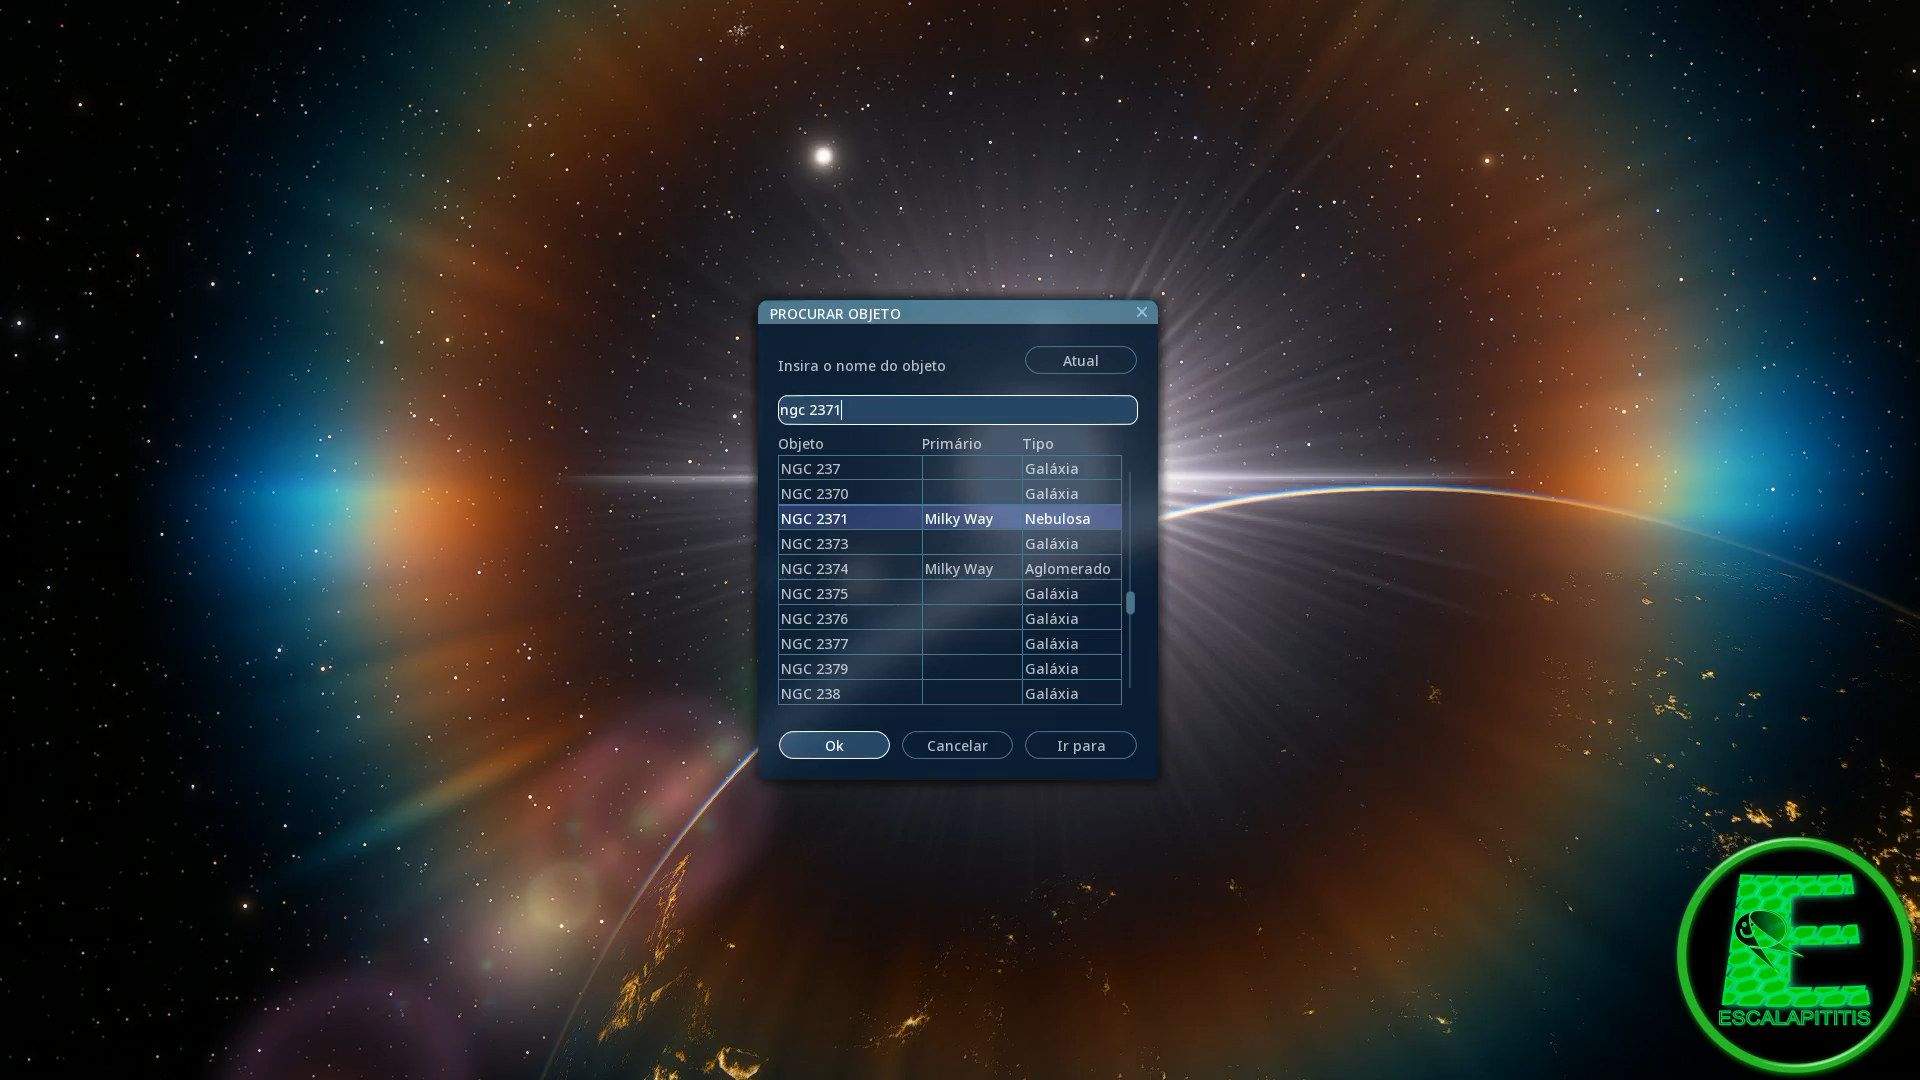 PROCURAR OBJETO
Insira o nome do objeto
Atual
ngc 2371
Objeto Primário Tipo
NGC 237 Galáxia
NGC 2370 Galáxia
NGC 2371 Milky Way Nebulosa
NGC 2373 Galáxia
NGC 2374 Milky Way Aglomerado
NGC 2375 Galáxia
NGC 2376 Galáxia
NGC 2377 Galáxia
NGC 2379 Galáxia
NGC 238 Galáxia
Ok Cancelar Ir para
E
ESCALAPITITIS